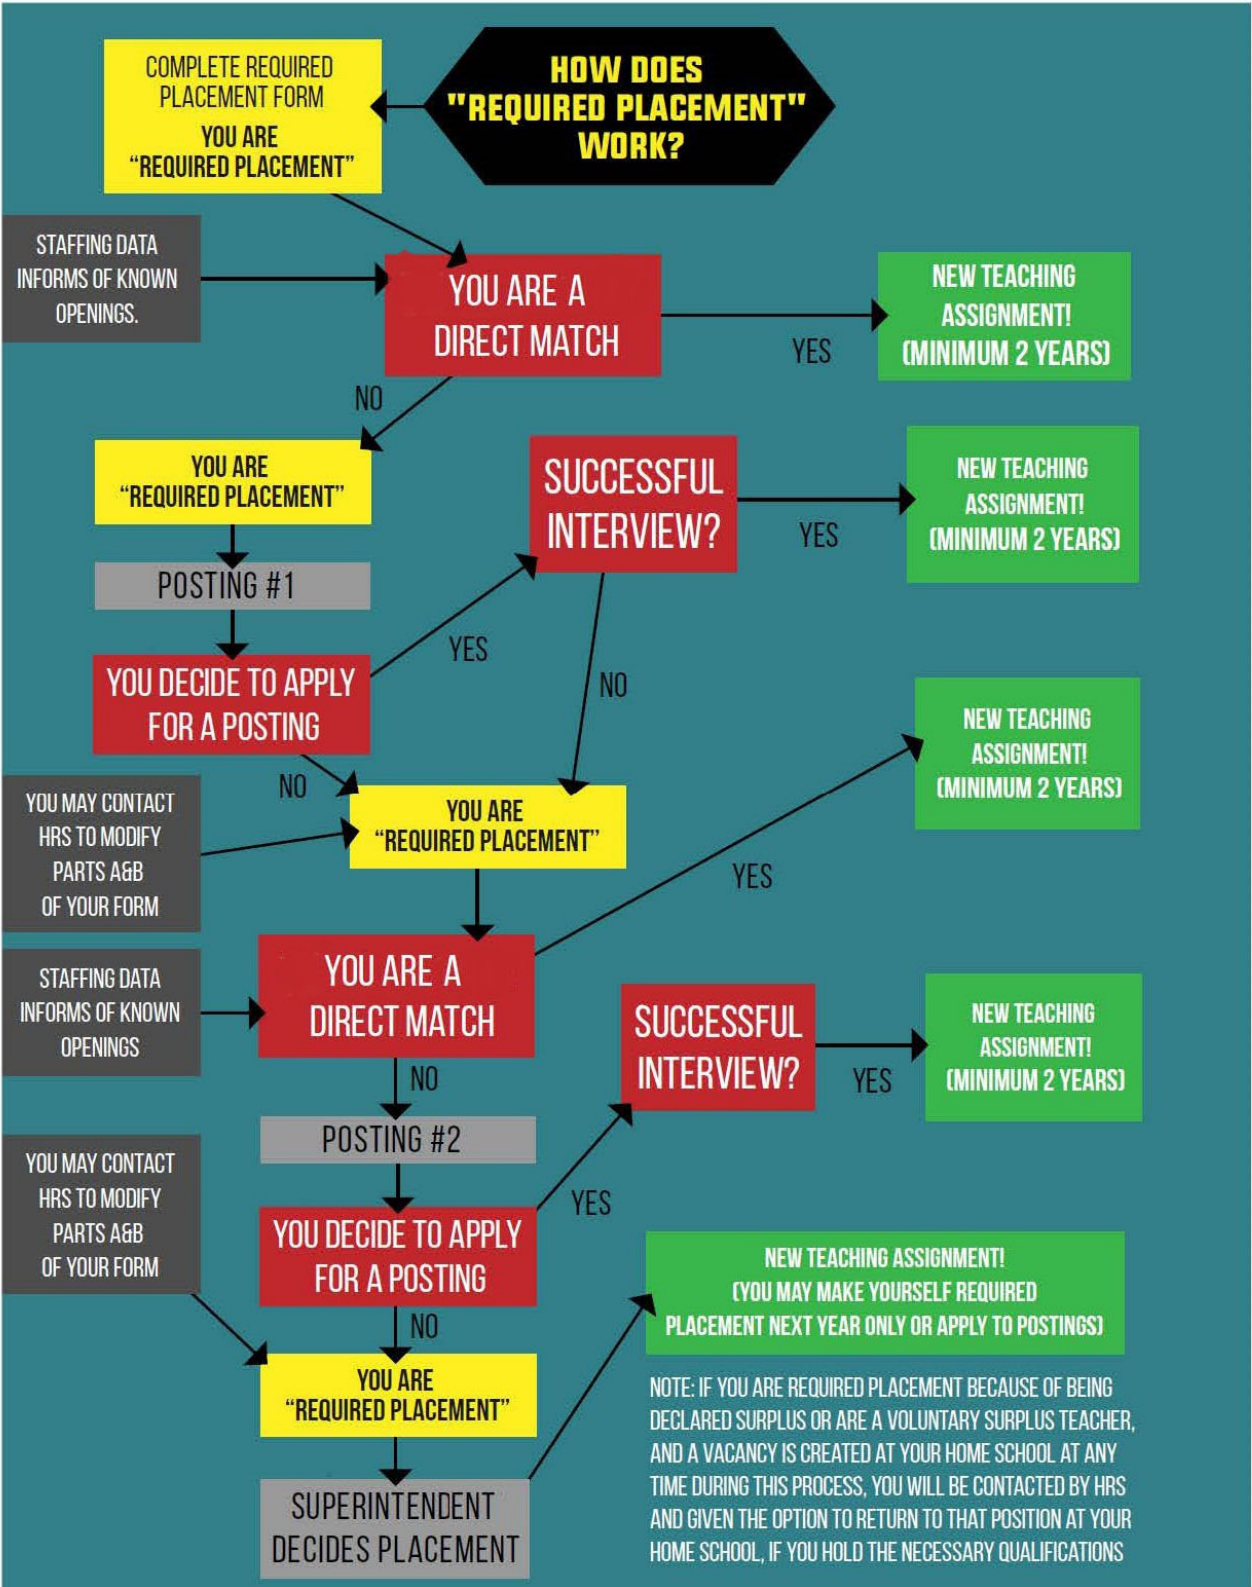 HOW DOES
"REQUIRED PLACEMENT"
WORK?
COMPLETE REQUIRED
PLACEMENT FORM
YOU ARE
“REQUIRED PLACEMENT”
STAFFING DATA
INFORMS OF KNOWN
OPENINGS.
YOU ARE A
DIRECT MATCH
YES
NEW TEACHING
ASSIGNMENT!
(MINIMUM 2 YEARS)
NO
YOU ARE
“REQUIRED PLACEMENT”
POSTING #1
YOU DECIDE TO APPLY
FOR A POSTING
YES
SUCCESSFUL
INTERVIEW?
YES
NEW TEACHING
ASSIGNMENT!
(MINIMUM 2 YEARS)
NO
NO
YOU MAY CONTACT
HRS TO MODIFY
PARTS A&B
OF YOUR FORM
YOU ARE
“REQUIRED PLACEMENT”
STAFFING DATA
INFORMS OF KNOWN
OPENINGS
YOU ARE A
DIRECT MATCH
YES
NEW TEACHING
ASSIGNMENT!
(MINIMUM 2 YEARS)
NO
POSTING #2
YOU DECIDE TO APPLY
FOR A POSTING
YES
SUCCESSFUL
INTERVIEW?
YES
NEW TEACHING
ASSIGNMENT!
(MINIMUM 2 YEARS)
NO
YOU MAY CONTACT
HRS TO MODIFY
PARTS A&B
OF YOUR FORM
YOU ARE
“REQUIRED PLACEMENT”
SUPERINTENDENT
DECIDES PLACEMENT
NEW TEACHING ASSIGNMENT!
(YOU MAY MAKE YOURSELF REQUIRED
PLACEMENT NEXT YEAR ONLY OR APPLY TO POSTINGS)
NOTE: IF YOU ARE REQUIRED PLACEMENT BECAUSE OF BEING
DECLARED SURPLUS OR ARE A VOLUNTARY SURPLUS TEACHER,
AND A VACANCY IS CREATED AT YOUR HOME SCHOOL AT ANY
TIME DURING THIS PROCESS, YOU WILL BE CONTACTED BY HRS
AND GIVEN THE OPTION TO RETURN TO THAT POSITION AT YOUR
HOME SCHOOL, IF YOU HOLD THE NECESSARY QUALIFICATIONS